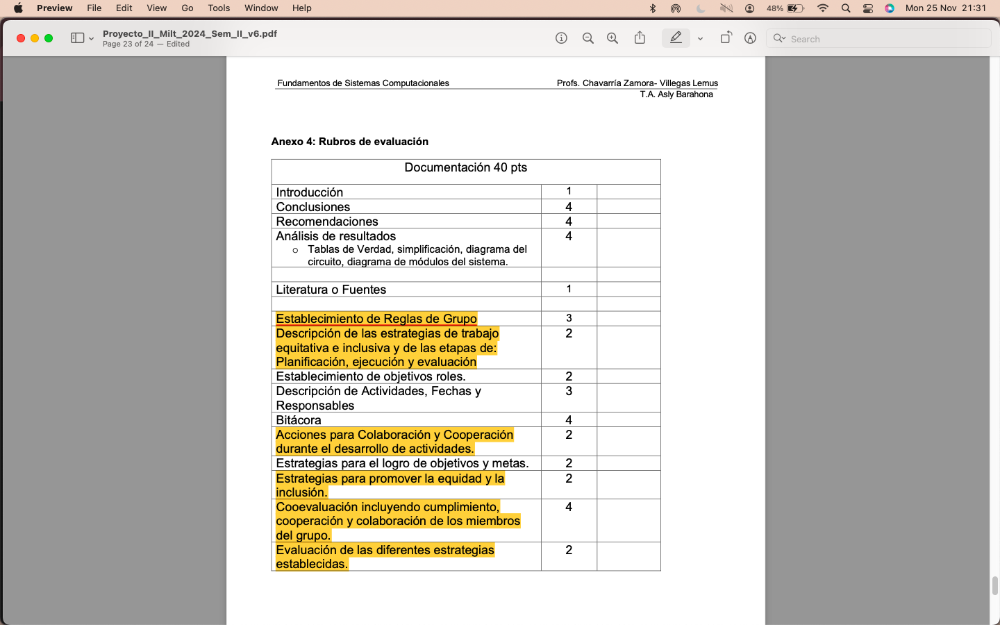 Preview File Edit View Go Tools Window Help 48% Mon 25 Nov 21:31
Proyecto_II_Milt_2024_Sem_II_v6.pdf
Page 23 of 24 — Edited
Search
Fundamentos de Sistemas Computacionales Profs. Chavarría Zamora- Villegas Lemus
T.A. Asly Barahona
Anexo 4: Rubros de evaluación
Documentación 40 pts
Introducción 1
Conclusiones 4
Recomendaciones 4
Análisis de resultados 4
o Tablas de Verdad, simplificación, diagrama del
circuito, diagrama de módulos del sistema.
Literatura o Fuentes 1
Establecimiento de Reglas de Grupo 3
Descripción de las estrategias de trabajo 2
equitativa e inclusiva y de las etapas de:
Planificación, ejecución y evaluación
Establecimiento de objetivos roles. 2
Descripción de Actividades, Fechas y 3
Responsables
Bitácora 4
Acciones para Colaboración y Cooperación 2
durante el desarrollo de actividades.
Estrategias para el logro de objetivos y metas. 2
Estrategias para promover la equidad y la 2
inclusión.
Cooevaluación incluyendo cumplimiento, 4
cooperación y colaboración de los miembros
del grupo.
Evaluación de las diferentes estrategias 2
establecidas.